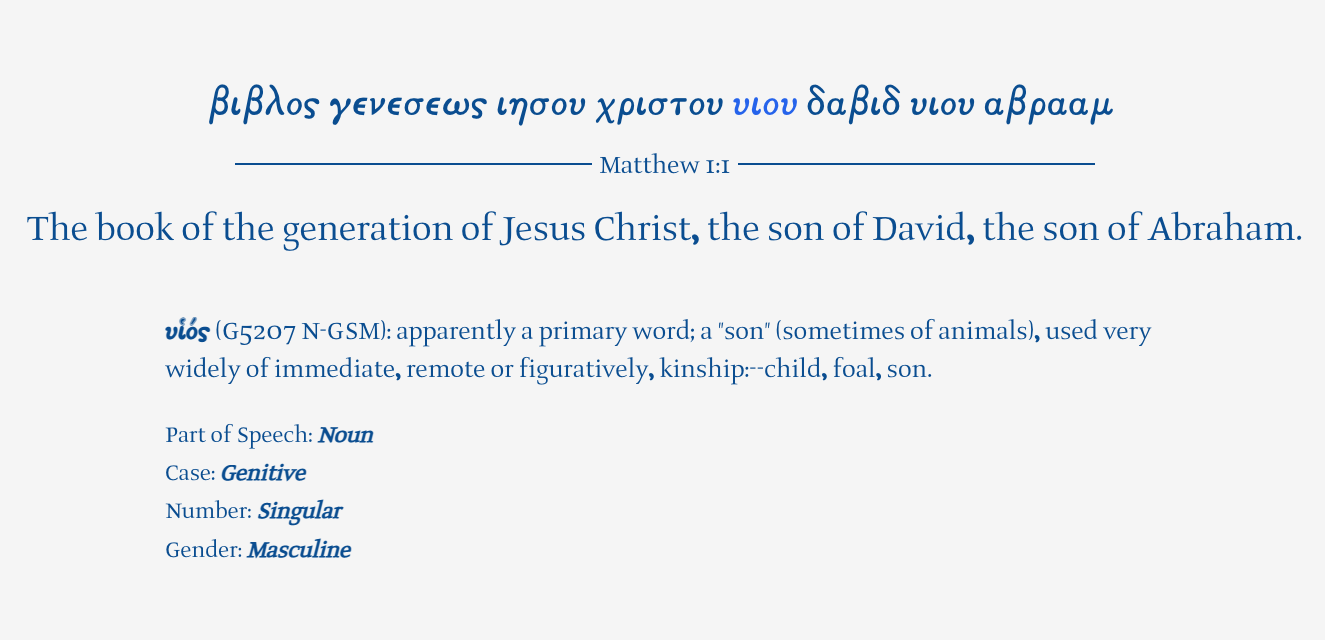 βιβλος γενεσεως ιησου χριστου υιου δαβιδ υιου αβρααμ
Matthew 1:1
The book of the generation of Jesus Christ, the son of David, the son of Abraham.
υἱός (G5207 N-GSM): apparently a primary word; a "son" (sometimes of animals), used very
widely of immediate, remote or figuratively, kinship:--child, foal, son.
Part of Speech: Noun
Case: Genitive
Number: Singular
Gender: Masculine